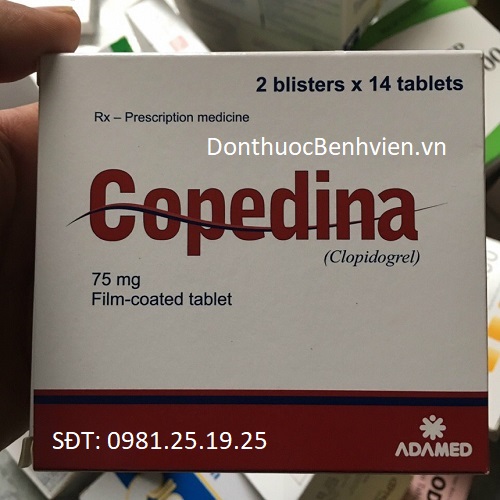 2 blisters x 14 tablets
Rx – Prescription medicine
DonthuocBenhvien.vn
Copedina
(Clopidogrel)
75 mg
Film-coated tablet
SĐT: 0981.25.19.25
ADAMED